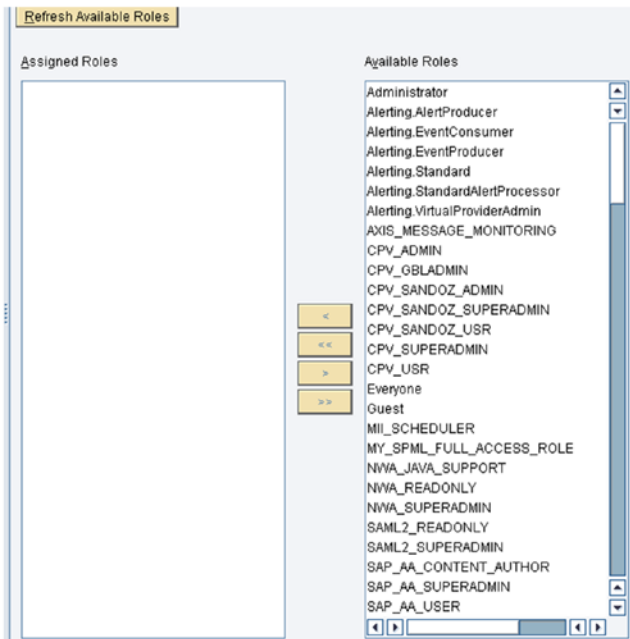 Refresh Available Roles
Assigned Roles
Available Roles
Administrator
Alerting.AlertProducer
Alerting.EventConsumer
Alerting.EventProducer
Alerting.Standard
Alerting.StandardAlertProcessor
Alerting.VirtualProviderAdmin
AXIS_MESSAGE_MONITORING
CPV_ADMIN
CPV_GBLADMIN
CPV_SANDOZ_ADMIN
CPV_SANDOZ_SUPERADMIN
CPV_SANDOZ_USR
CPV_SUPERADMIN
CPV_USR
Everyone
Guest
MII_SCHEDULER
MY_SPML_FULL_ACCESS_ROLE
NWA_JAVA_SUPPORT
NWA_READONLY
NWA_SUPERADMIN
SAML2_READONLY
SAML2_SUPERADMIN
SAP_AA_CONTENT_AUTHOR
SAP_AA_SUPERADMIN
SAP_AA_USER
<
<<
>
>>